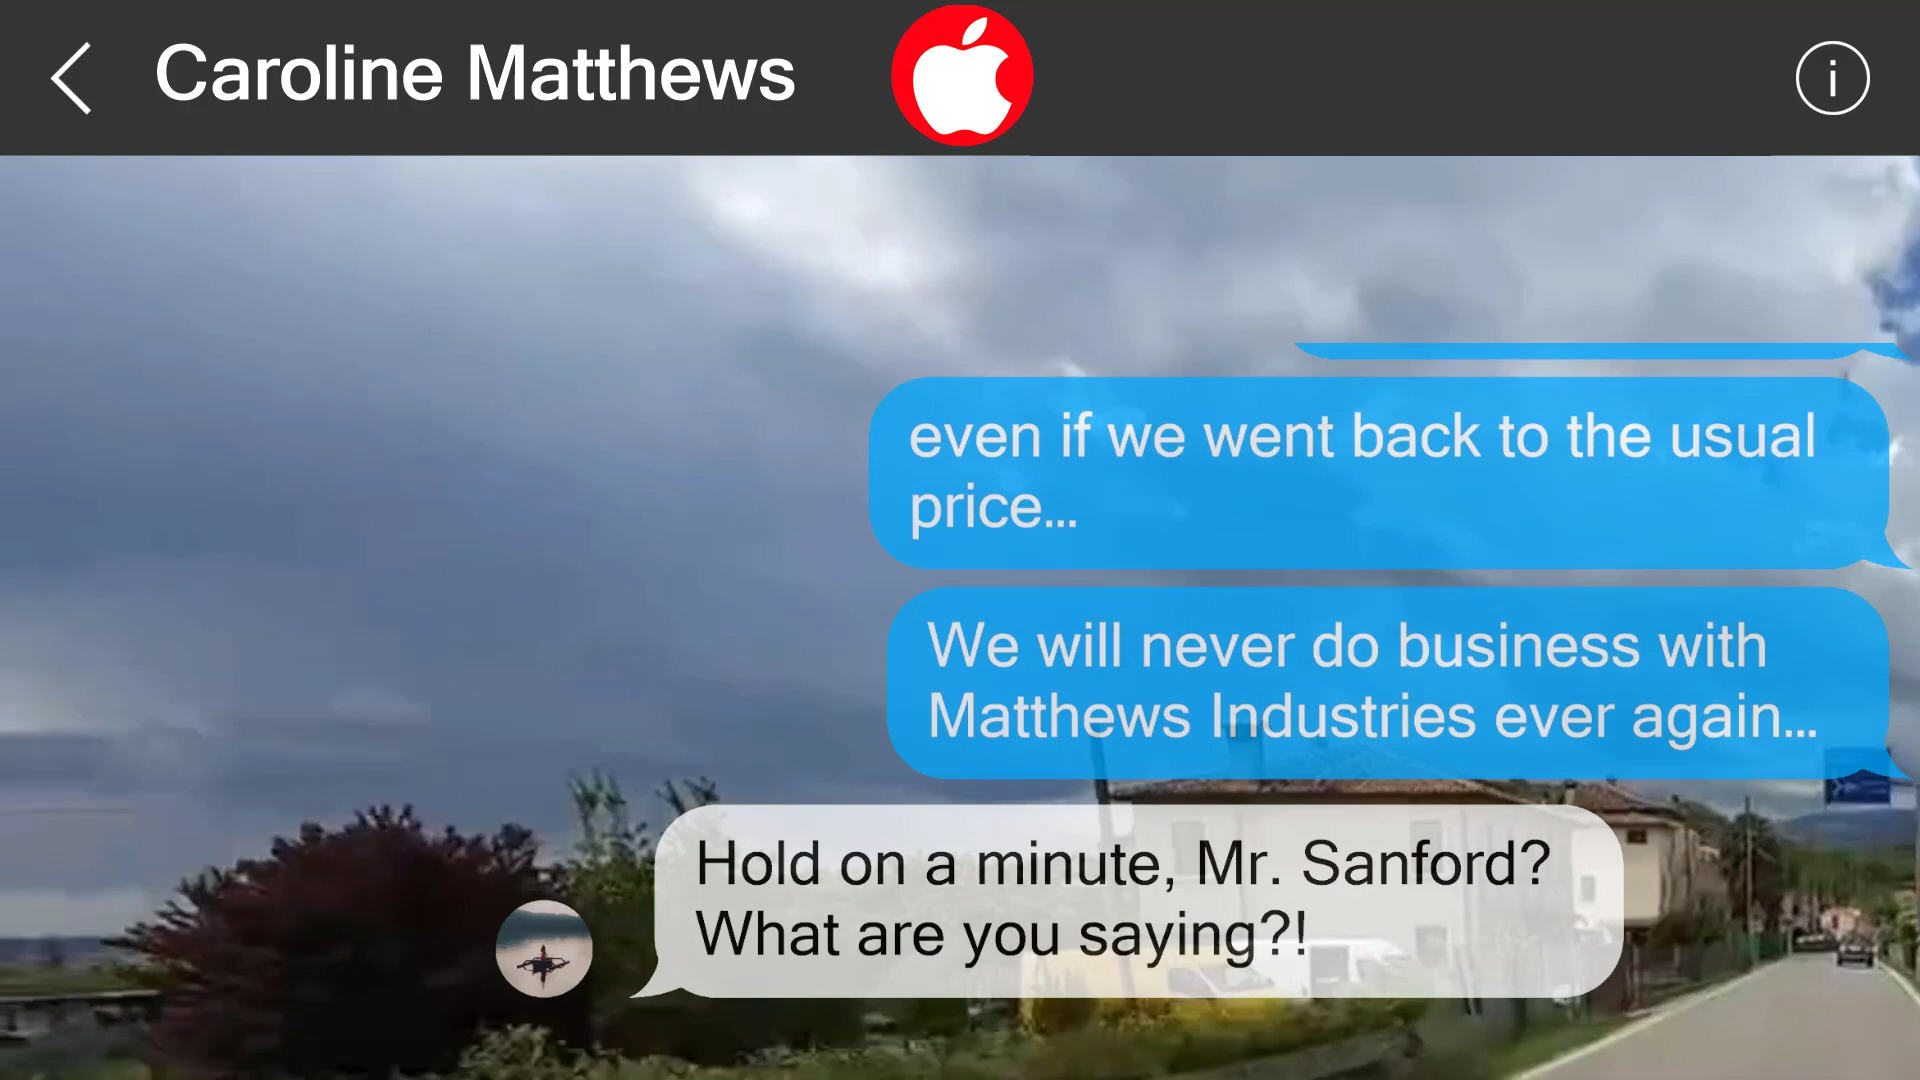 Caroline Matthews
even if we went back to the usual
price...
We will never do business with
Matthews Industries ever again...
Hold on a minute, Mr. Sanford?
What are you saying?!